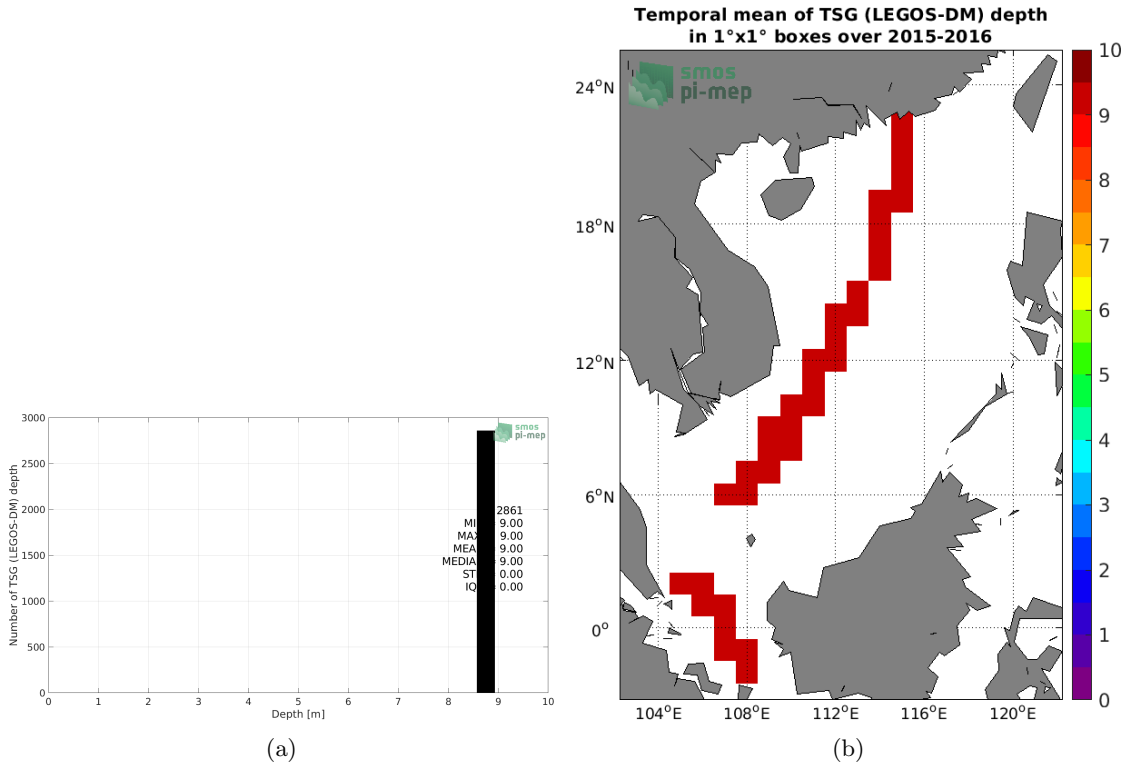 3000
2500
2000
1500
1000
500
0
Number of TSG (LEGOS-DM) depth
0 1 2 3 4 5 6 7 8 9 10
Depth [m]
smos
pi-mep
2861
9.00
9.00
9.00
MEDIA 9.00
0.00
0.00
(a)
Temporal mean of TSG (LEGOS-DM) depth
in 1°x1° boxes over 2015-2016
smos
pi-mep
24°N
18°N
12°N
6°N
0°
104°E 108°E 112°E 116°E 120°E
10
9
8
7
6
5
4
3
2
1
0
(b)